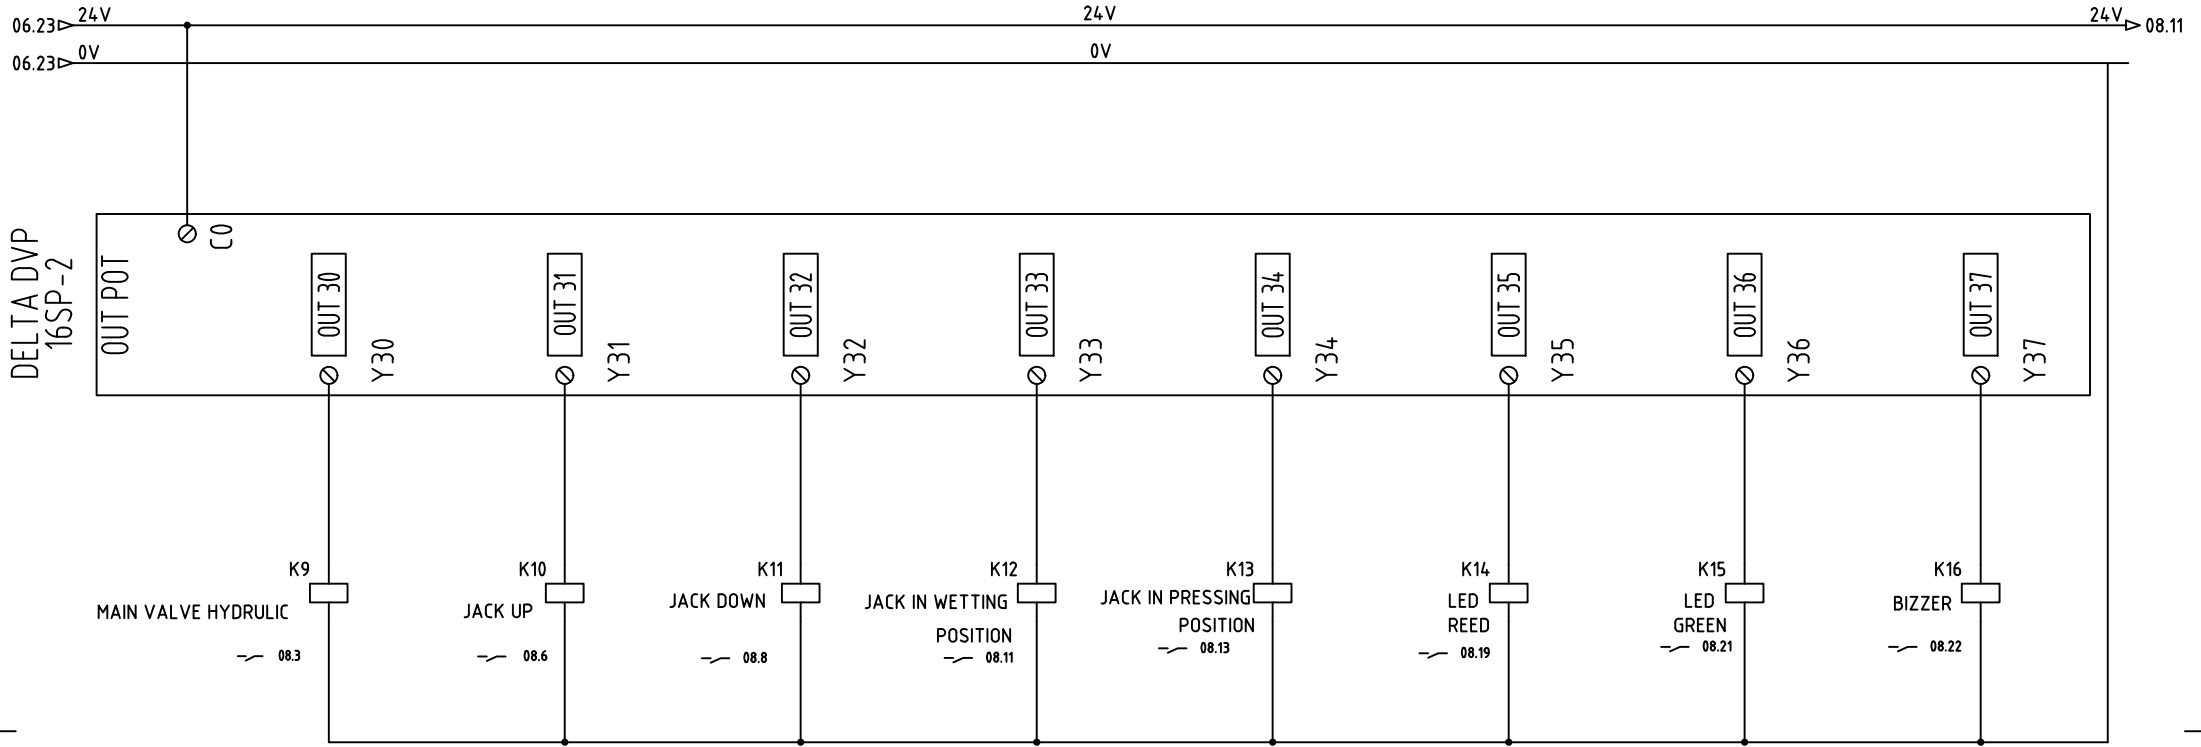 06.23 24V 24V 24V 08.11
06.23 0V 0V
DELTA DVP
16SP-2
OUT POT
C0
OUT 30 OUT 31 OUT 32 OUT 33 OUT 34 OUT 35 OUT 36 OUT 37
Y30 Y31 Y32 Y33 Y34 Y35 Y36 Y37
K9
MAIN VALVE HYDRULIC
08.3
K10
JACK UP
08.6
K11
JACK DOWN
08.8
K12
JACK IN WETTING
POSITION
08.11
K13
JACK IN PRESSING
POSITION
08.13
K14
LED
REED
08.19
K15
LED
GREEN
08.21
K16
BIZZER
08.22